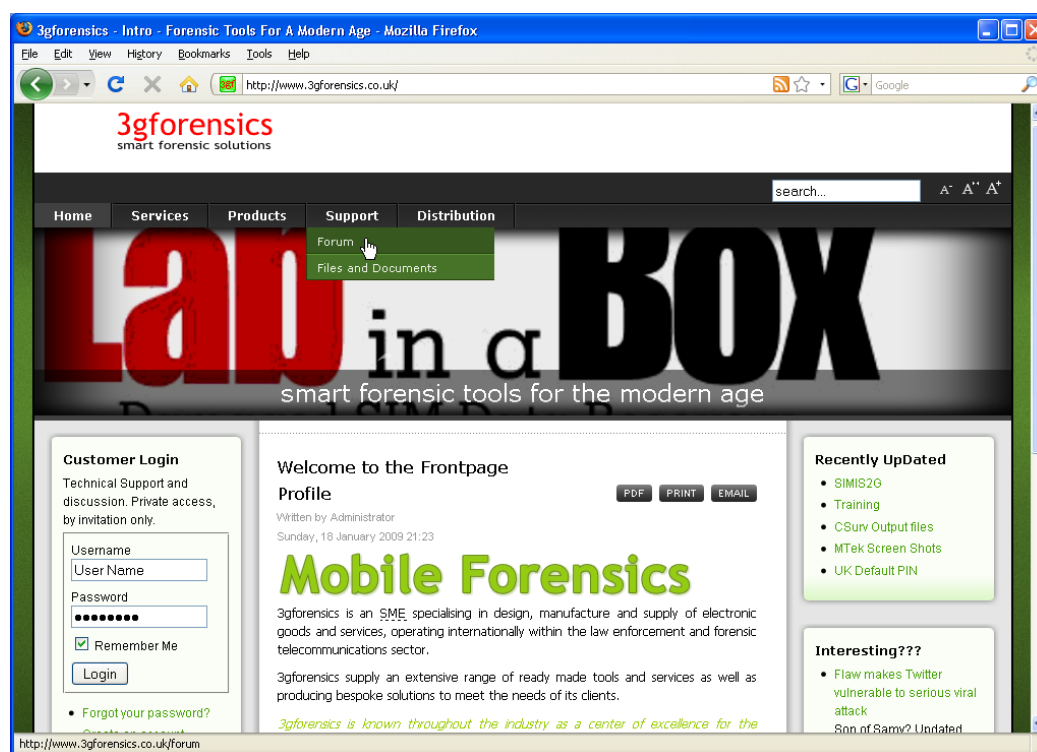 3gforensics - Intro - Forensic Tools For A Modern Age - Mozilla Firefox
File Edit View History Bookmarks Tools Help
3gf http://www.3gforensics.co.uk/ G Google
3gforensics
smart forensic solutions
search... A- A** A+
Home Services Products Support Distribution
Forum
Files and Documents
Lab in a Box
smart forensic tools for the modern age
Customer Login
Technical Support and
discussion. Private access,
by invitation only.
Username
User Name
Password
●●●●●●●●
Remember Me
Login
Forgot your password?
Create an account
Welcome to the Frontpage
Profile
PDF PRINT EMAIL
Written by Administrator
Sunday, 18 January 2009 21:23
Mobile Forensics
3gforensics is an SME specialising in design, manufacture and supply of electronic
goods and services, operating internationally within the law enforcement and forensic
telecommunications sector.
3gforensics supply an extensive range of ready made tools and services as well as
producing bespoke solutions to meet the needs of its clients.
3gforensics is known throughout the industry as a center of excellence for the
Recently UpDated
SIMIS2G
Training
CSurv Output files
MTek Screen Shots
UK Default PIN
Interesting???
Flaw makes Twitter
vulnerable to serious viral
attack
Son of Samy? Updated
http://www.3gforensics.co.uk/forum